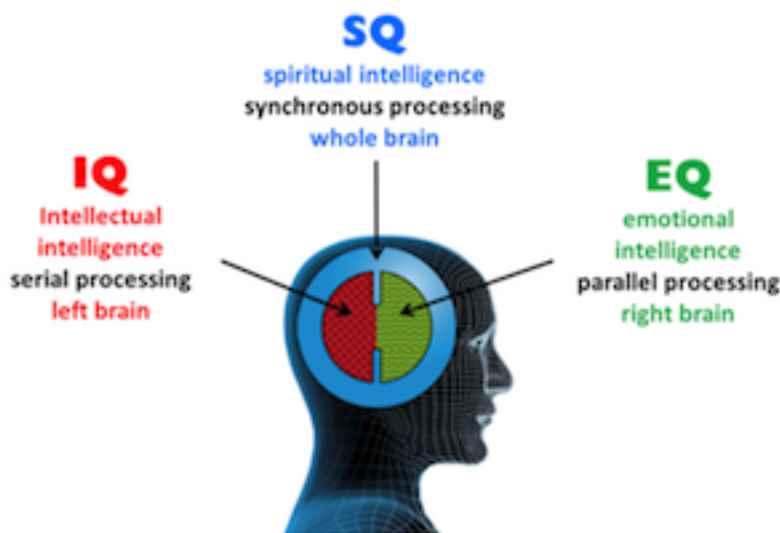 SQ
spiritual intelligence
synchronous processing
whole brain
IQ
Intellectual
intelligence
serial processing
left brain
EQ
emotional
intelligence
parallel processing
right brain